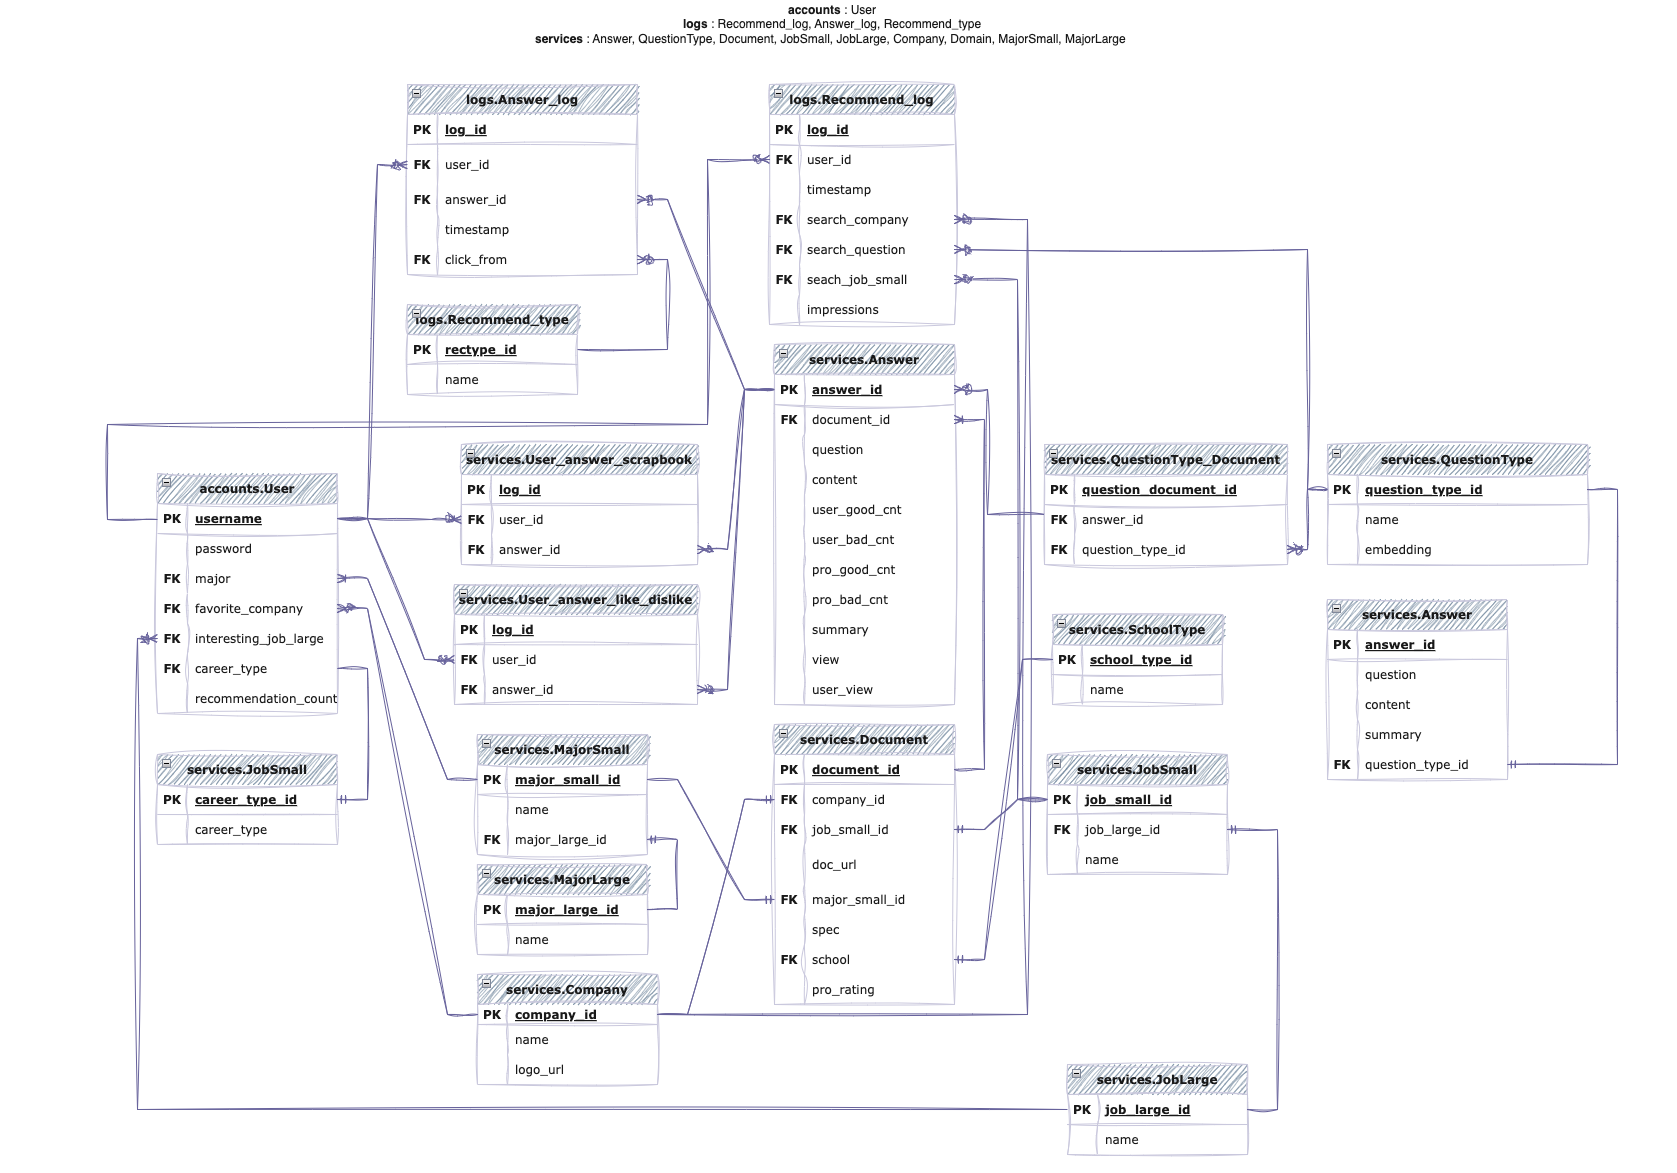 accounts : User
logs : Recommend_log, Answer_log, Recommend_type
services : Answer, QuestionType, Document, JobSmall, JobLarge, Company, Domain, MajorSmall, MajorLarge
logs.Answer_log
PK log_id
FK user_id
FK answer_id
timestamp
FK click_from
logs.Recommend_log
PK log_id
FK user_id
timestamp
FK search_company
FK search_question
FK seach_job_small
impressions
logs.Recommend_type
PK rectype_id
name
services.Answer
PK answer_id
FK document_id
question
content
user_good_cnt
user_bad_cnt
pro_good_cnt
pro_bad_cnt
summary
view
user_view
services.User_answer_scrapbook
PK log_id
FK user_id
FK answer_id
services.QuestionType_Document
PK question_document_id
FK answer_id
FK question_type_id
services.QuestionType
PK question_type_id
name
embedding
accounts.User
PK username
password
FK major
FK favorite_company
FK interesting_job_large
FK career_type
recommendation_count
services.User_answer_like_dislike
PK log_id
FK user_id
FK answer_id
services.SchoolType
PK school_type_id
name
services.Answer
PK answer_id
question
content
summary
FK question_type_id
services.JobSmall
PK career_type_id
career_type
services.MajorSmall
PK major_small_id
name
FK major_large_id
services.Document
PK document_id
FK company_id
FK job_small_id
doc_url
FK major_small_id
spec
FK school
pro_rating
services.JobSmall
PK job_small_id
FK job_large_id
name
services.MajorLarge
PK major_large_id
name
services.Company
PK company_id
name
logo_url
services.JobLarge
PK job_large_id
name